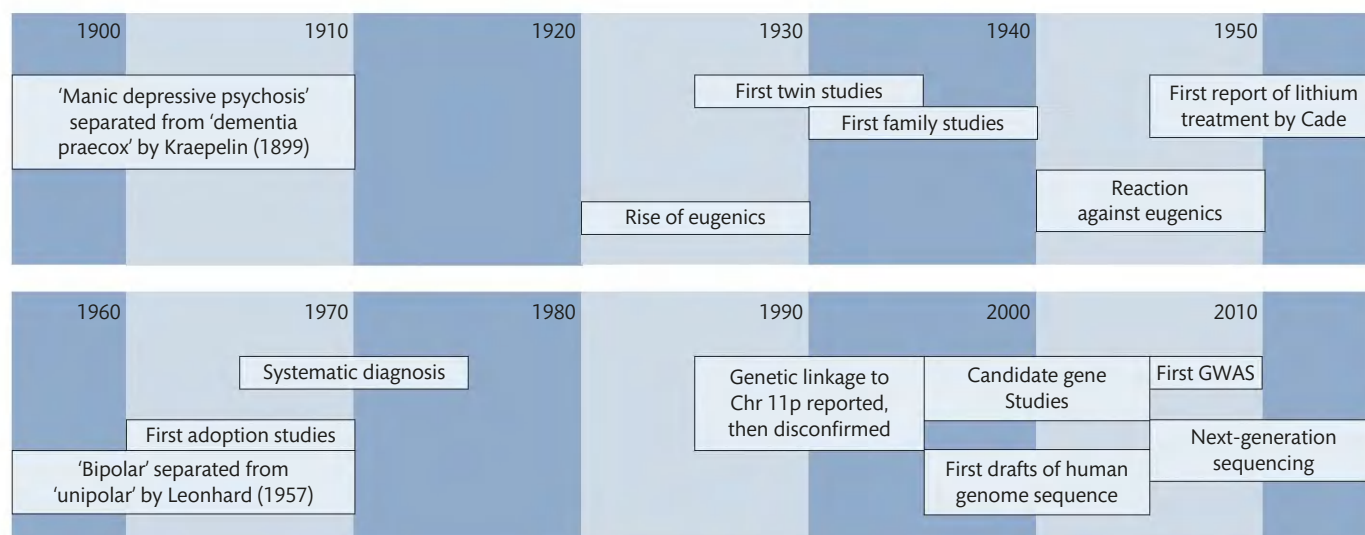 1900 1910 1920 1930 1940 1950
‘Manic depressive psychosis’
separated from ‘dementia
praecox’ by Kraepelin (1899)
First twin studies
First family studies
First report of lithium
treatment by Cade
Rise of eugenics
Reaction
against eugenics
1960 1970 1980 1990 2000 2010
Systematic diagnosis
First adoption studies
‘Bipolar’ separated from
‘unipolar’ by Leonhard (1957)
Genetic linkage to
Chr 11p reported,
then disconfirmed
Candidate gene
Studies
First drafts of human
genome sequence
First GWAS
Next-generation
sequencing